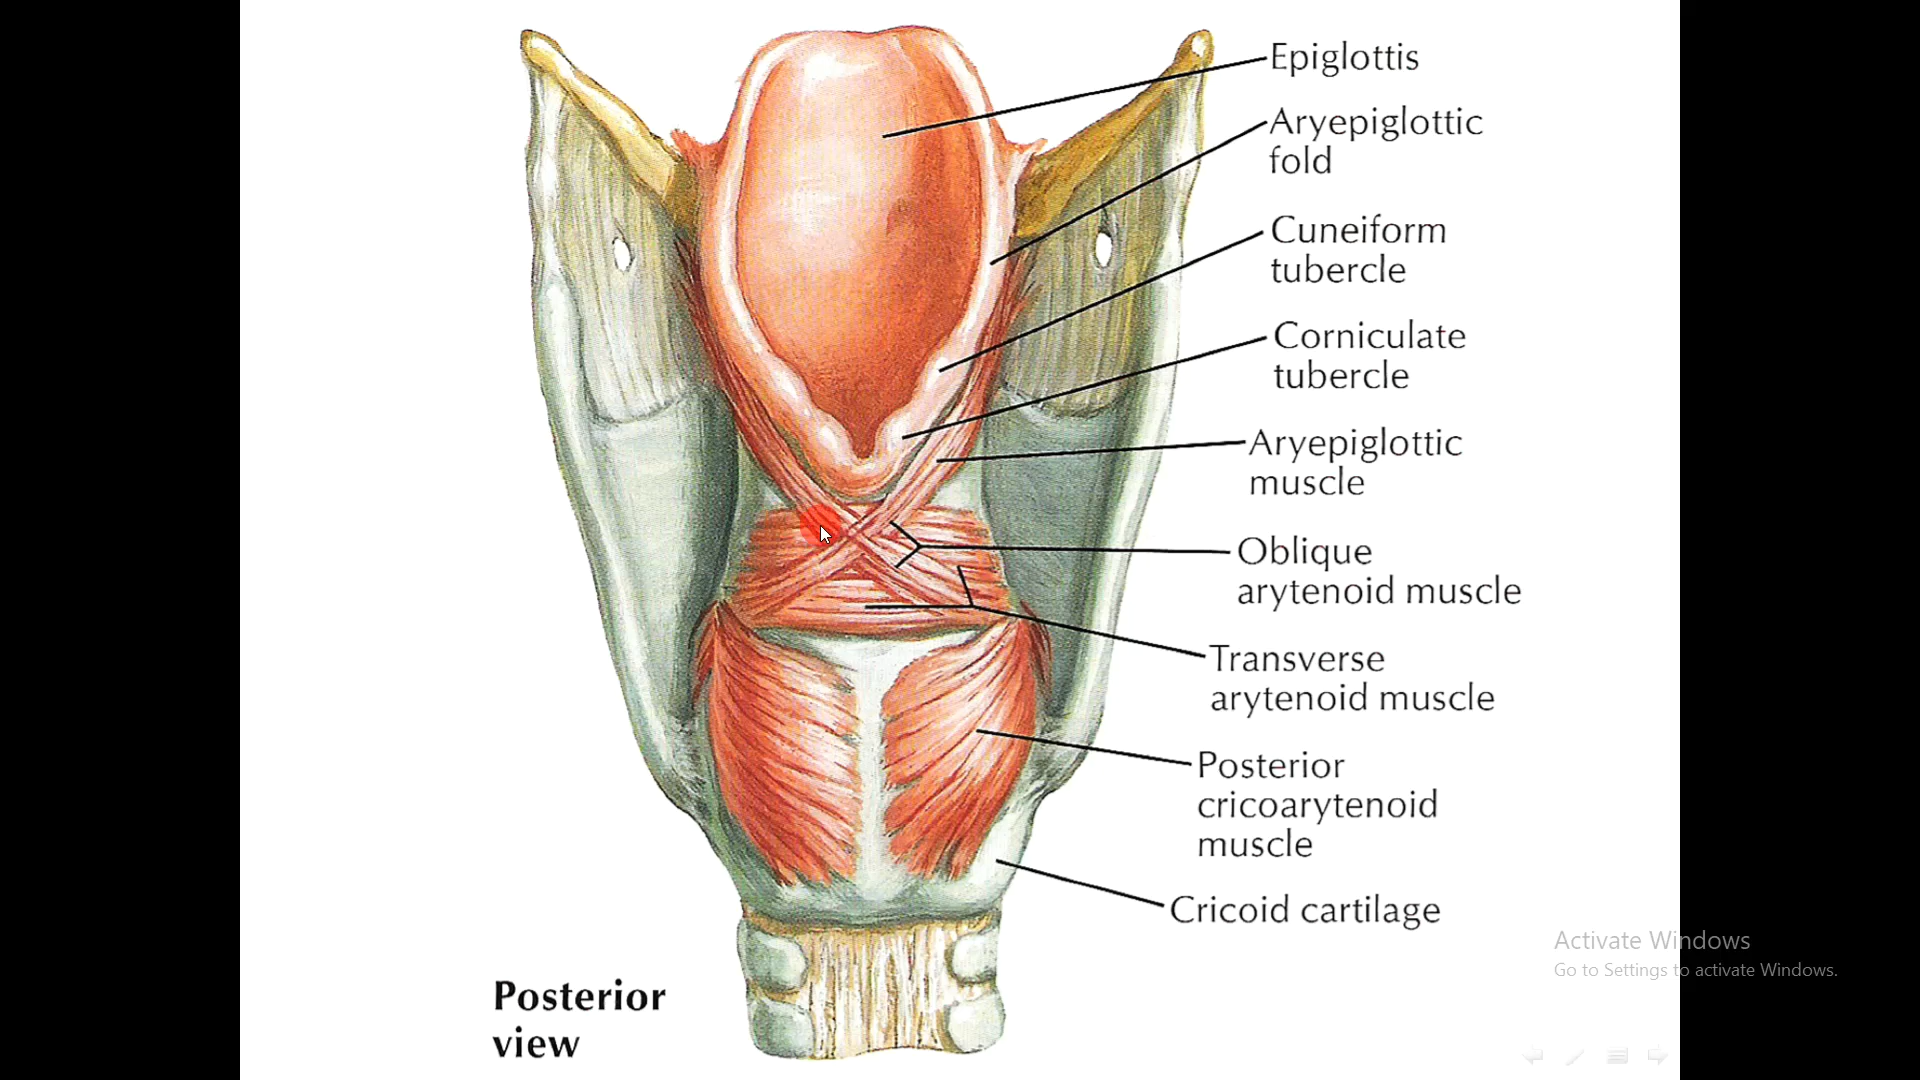 Epiglottis
Aryepiglottic
fold
Cuneiform
tubercle
Corniculate
tubercle
Aryepiglottic
muscle
Oblique
arytenoid muscle
Transverse
arytenoid muscle
Posterior
cricoarytenoid
muscle
Cricoid cartilage
Activate Windows
Go to Settings to activate Windows.
Posterior
view